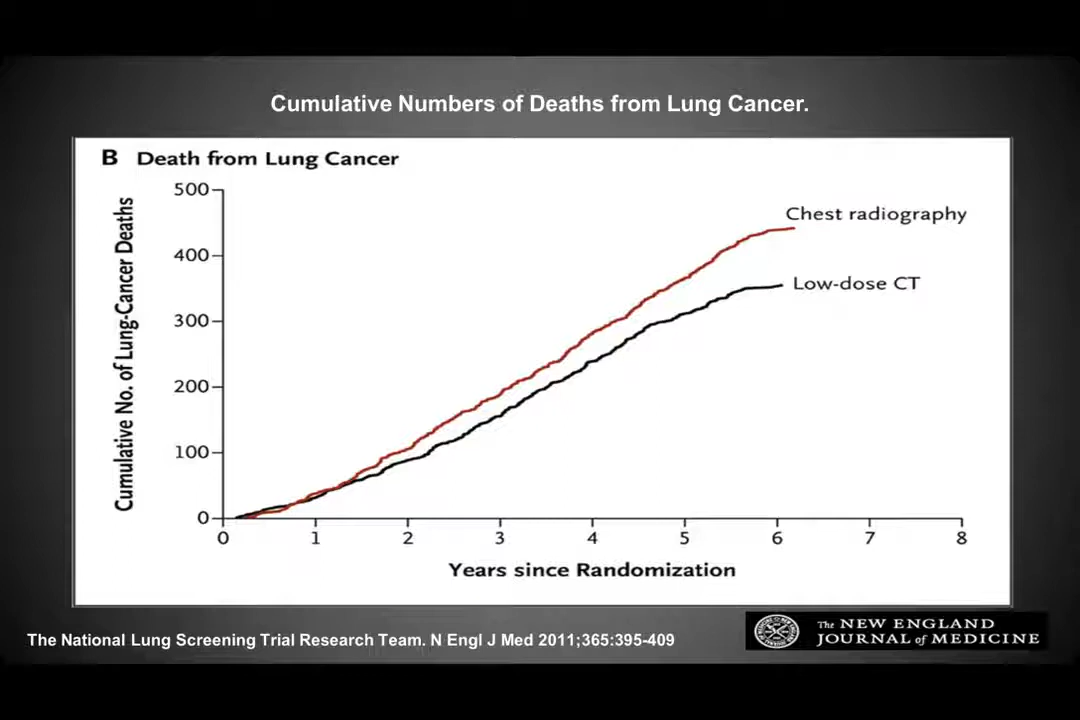 Cumulative Numbers of Deaths from Lung Cancer.
B Death from Lung Cancer
Cumulative No. of Lung-Cancer Deaths
500
400
300
200
100
0
Chest radiography
Low-dose CT
0 1 2 3 4 5 6 7 8
Years since Randomization
The National Lung Screening Trial Research Team. N Engl J Med 2011;365:395-409
The NEW ENGLAND
JOURNAL of MEDICINE